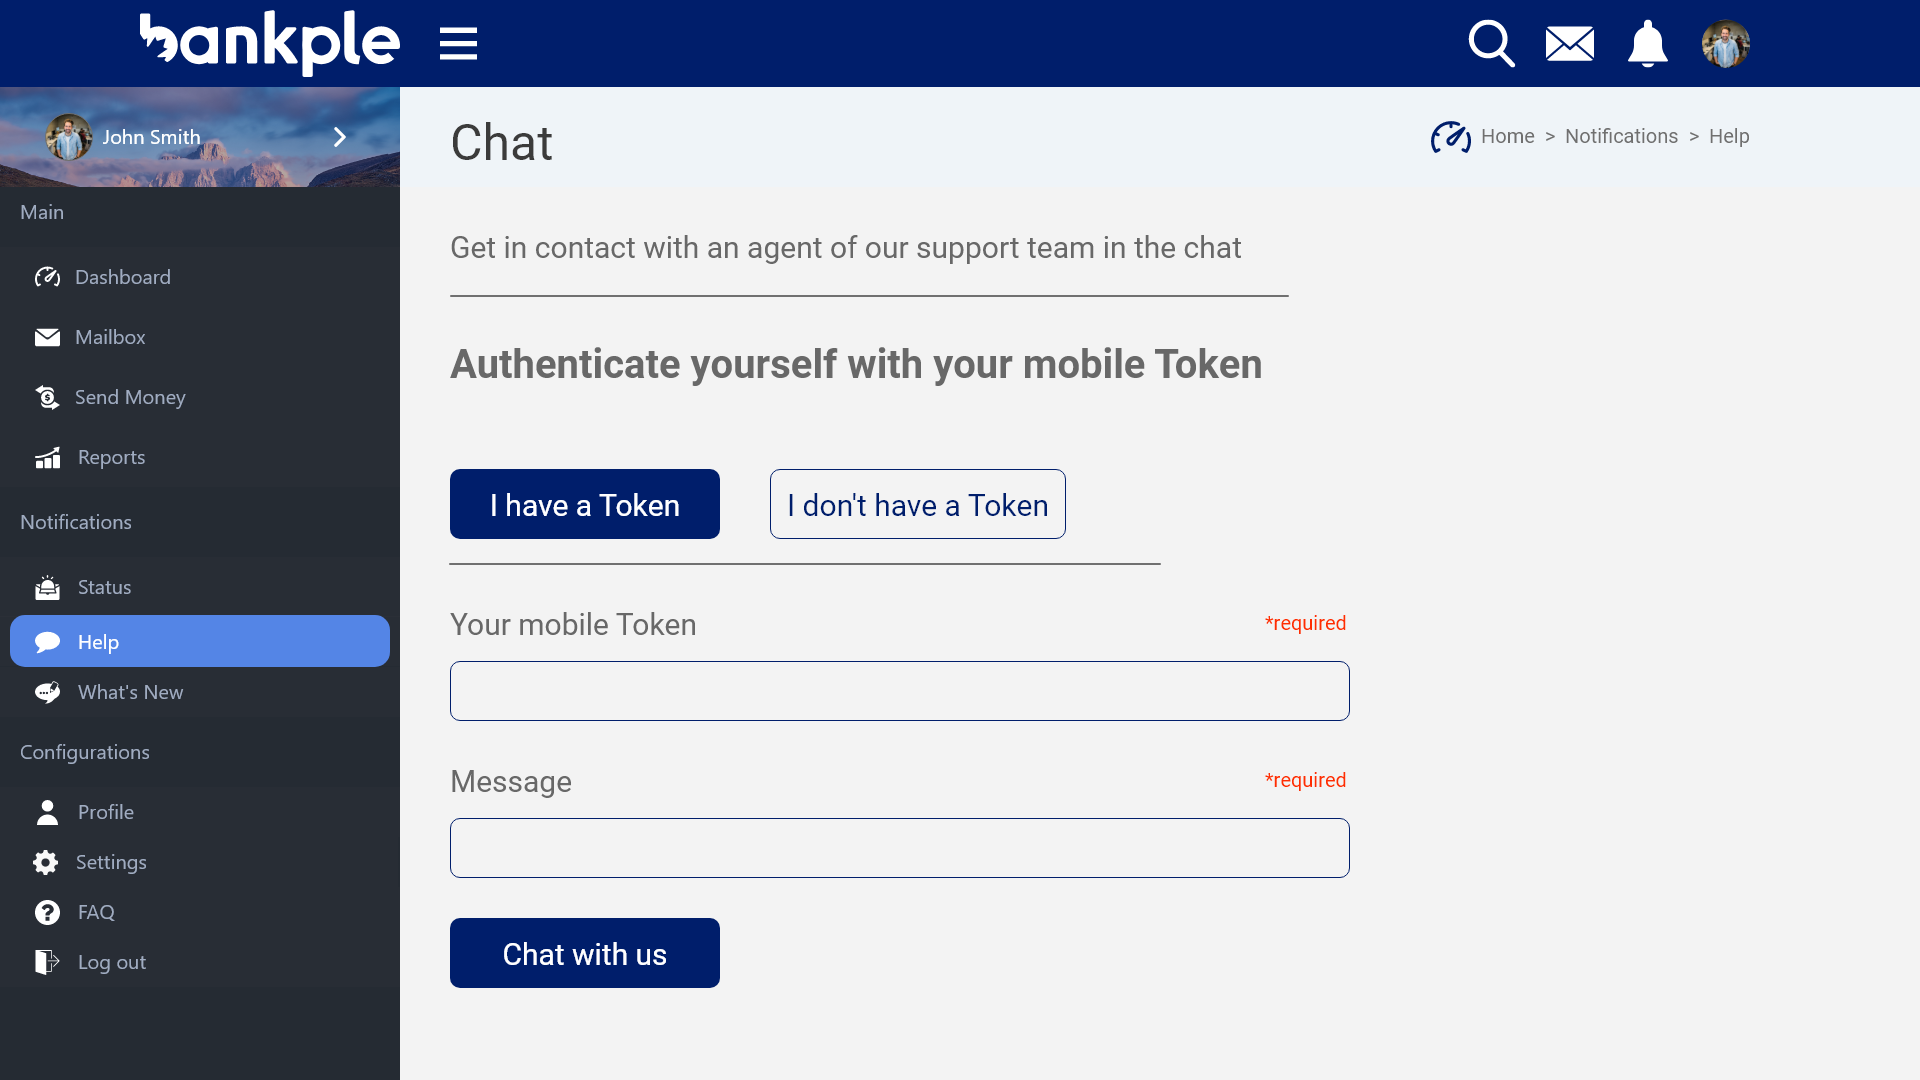 bankple
John Smith
Main
Dashboard
Mailbox
Send Money
Reports
Notifications
Status
Help
What's New
Configurations
Profile
Settings
FAQ
Log out
Chat
Home > Notifications > Help
Get in contact with an agent of our support team in the chat
Authenticate yourself with your mobile Token
I have a Token
I don't have a Token
Your mobile Token
*required
Message
*required
Chat with us